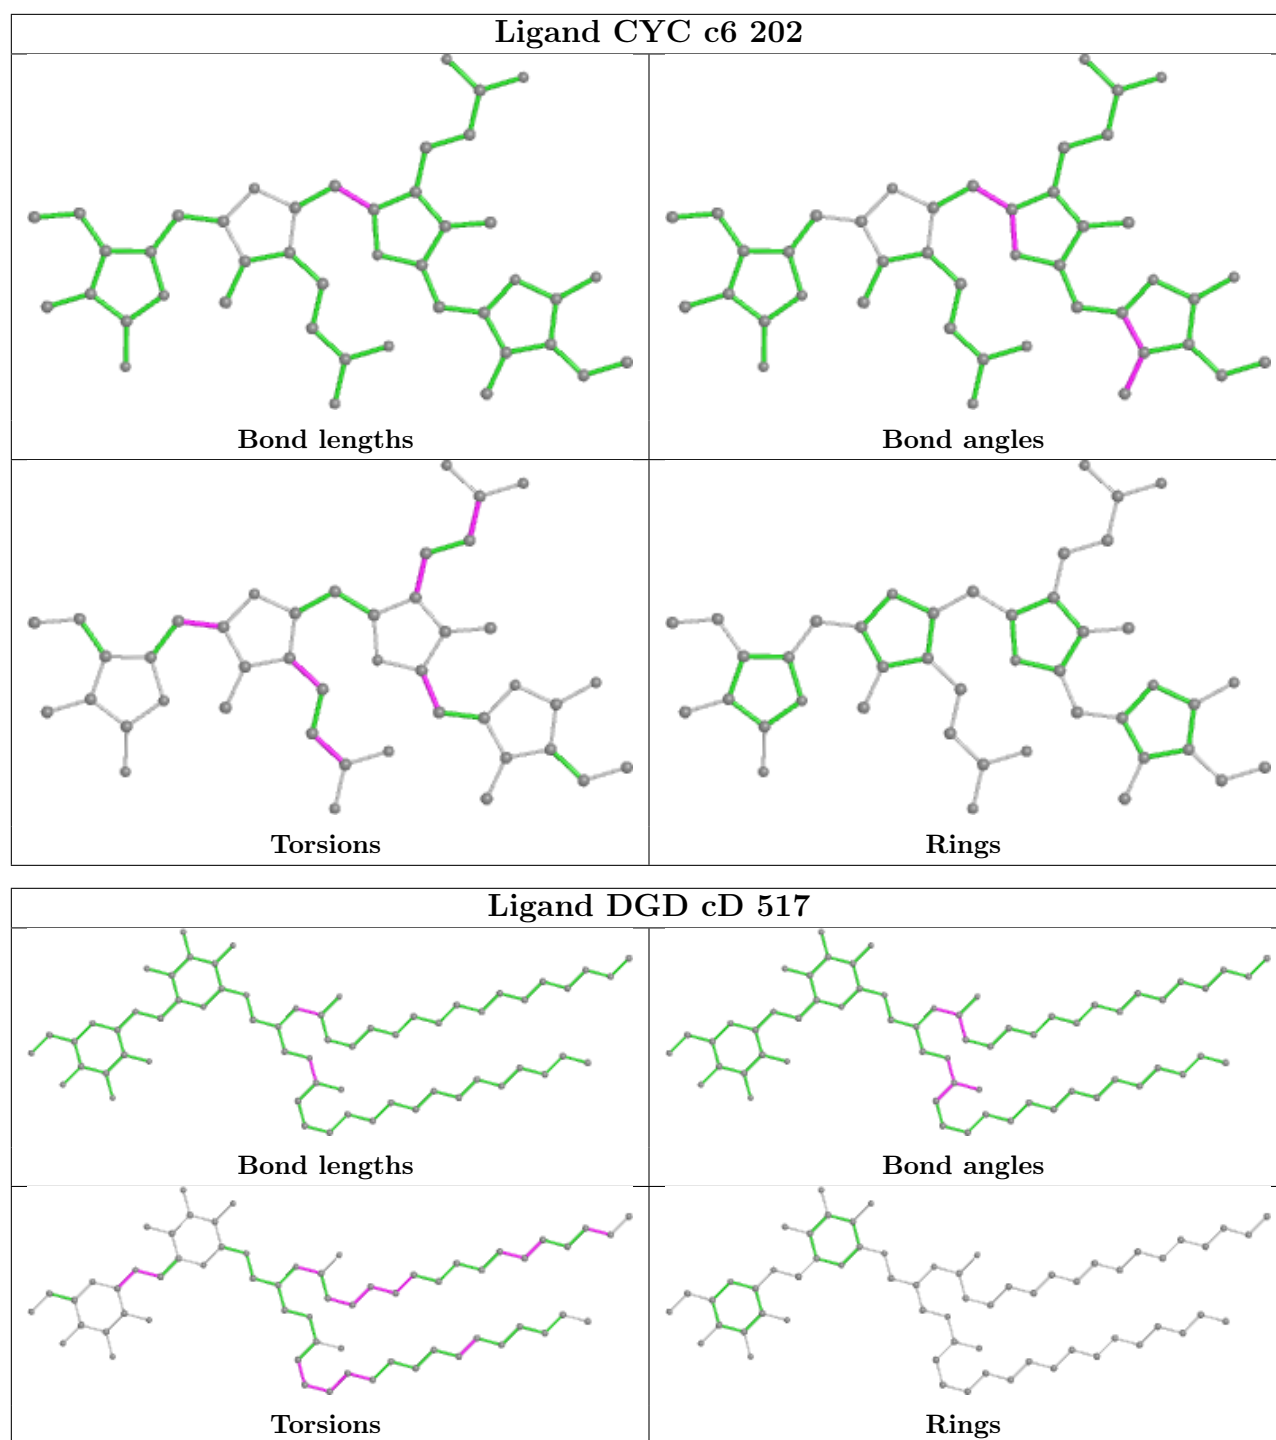 Ligand CYC c6 202
Bond lengths
Bond angles
Torsions
Rings
Ligand DGD cD 517
Bond lengths
Bond angles
Torsions
Rings